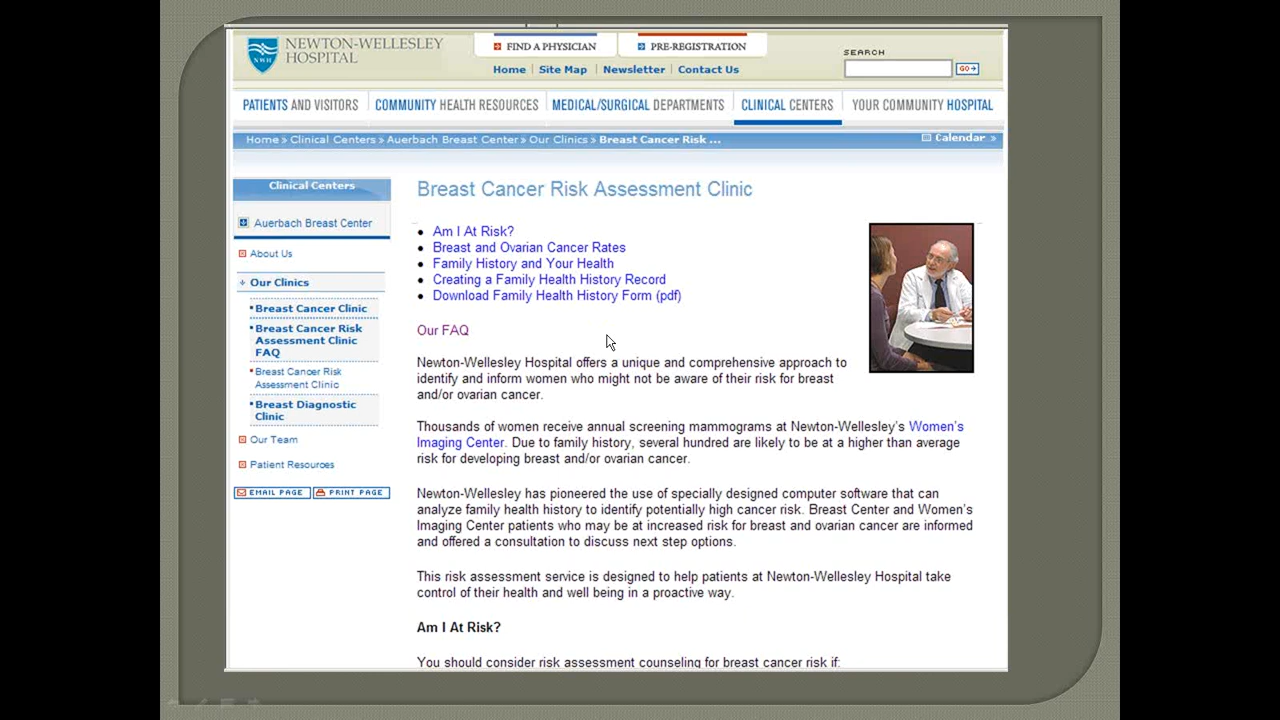 NEWTON-WELLESLEY
HOSPITAL
NWH
FIND A PHYSICIAN
PRE-REGISTRATION
Home | Site Map | Newsletter | Contact Us
SEARCH
GO
PATIENTS AND VISITORS
COMMUNITY HEALTH RESOURCES
MEDICAL/SURGICAL DEPARTMENTS
CLINICAL CENTERS
YOUR COMMUNITY HOSPITAL
Home » Clinical Centers » Auerbach Breast Center » Our Clinics » Breast Cancer Risk ...
Calendar »
Clinical Centers
Auerbach Breast Center
About Us
Our Clinics
Breast Cancer Clinic
Breast Cancer Risk
Assessment Clinic
FAQ
Breast Cancer Risk
Assessment Clinic
Breast Diagnostic
Clinic
Our Team
Patient Resources
EMAIL PAGE
PRINT PAGE
Breast Cancer Risk Assessment Clinic
• Am I At Risk?
• Breast and Ovarian Cancer Rates
• Family History and Your Health
• Creating a Family Health History Record
• Download Family Health History Form (pdf)
Our FAQ
Newton-Wellesley Hospital offers a unique and comprehensive approach to
identify and inform women who might not be aware of their risk for breast
and/or ovarian cancer.
Thousands of women receive annual screening mammograms at Newton-Wellesley's Women's
Imaging Center. Due to family history, several hundred are likely to be at a higher than average
risk for developing breast and/or ovarian cancer.
Newton-Wellesley has pioneered the use of specially designed computer software that can
analyze family health history to identify potentially high cancer risk. Breast Center and Women's
Imaging Center patients who may be at increased risk for breast and ovarian cancer are informed
and offered a consultation to discuss next step options.
This risk assessment service is designed to help patients at Newton-Wellesley Hospital take
control of their health and well being in a proactive way.
Am I At Risk?
You should consider risk assessment counseling for breast cancer risk if: